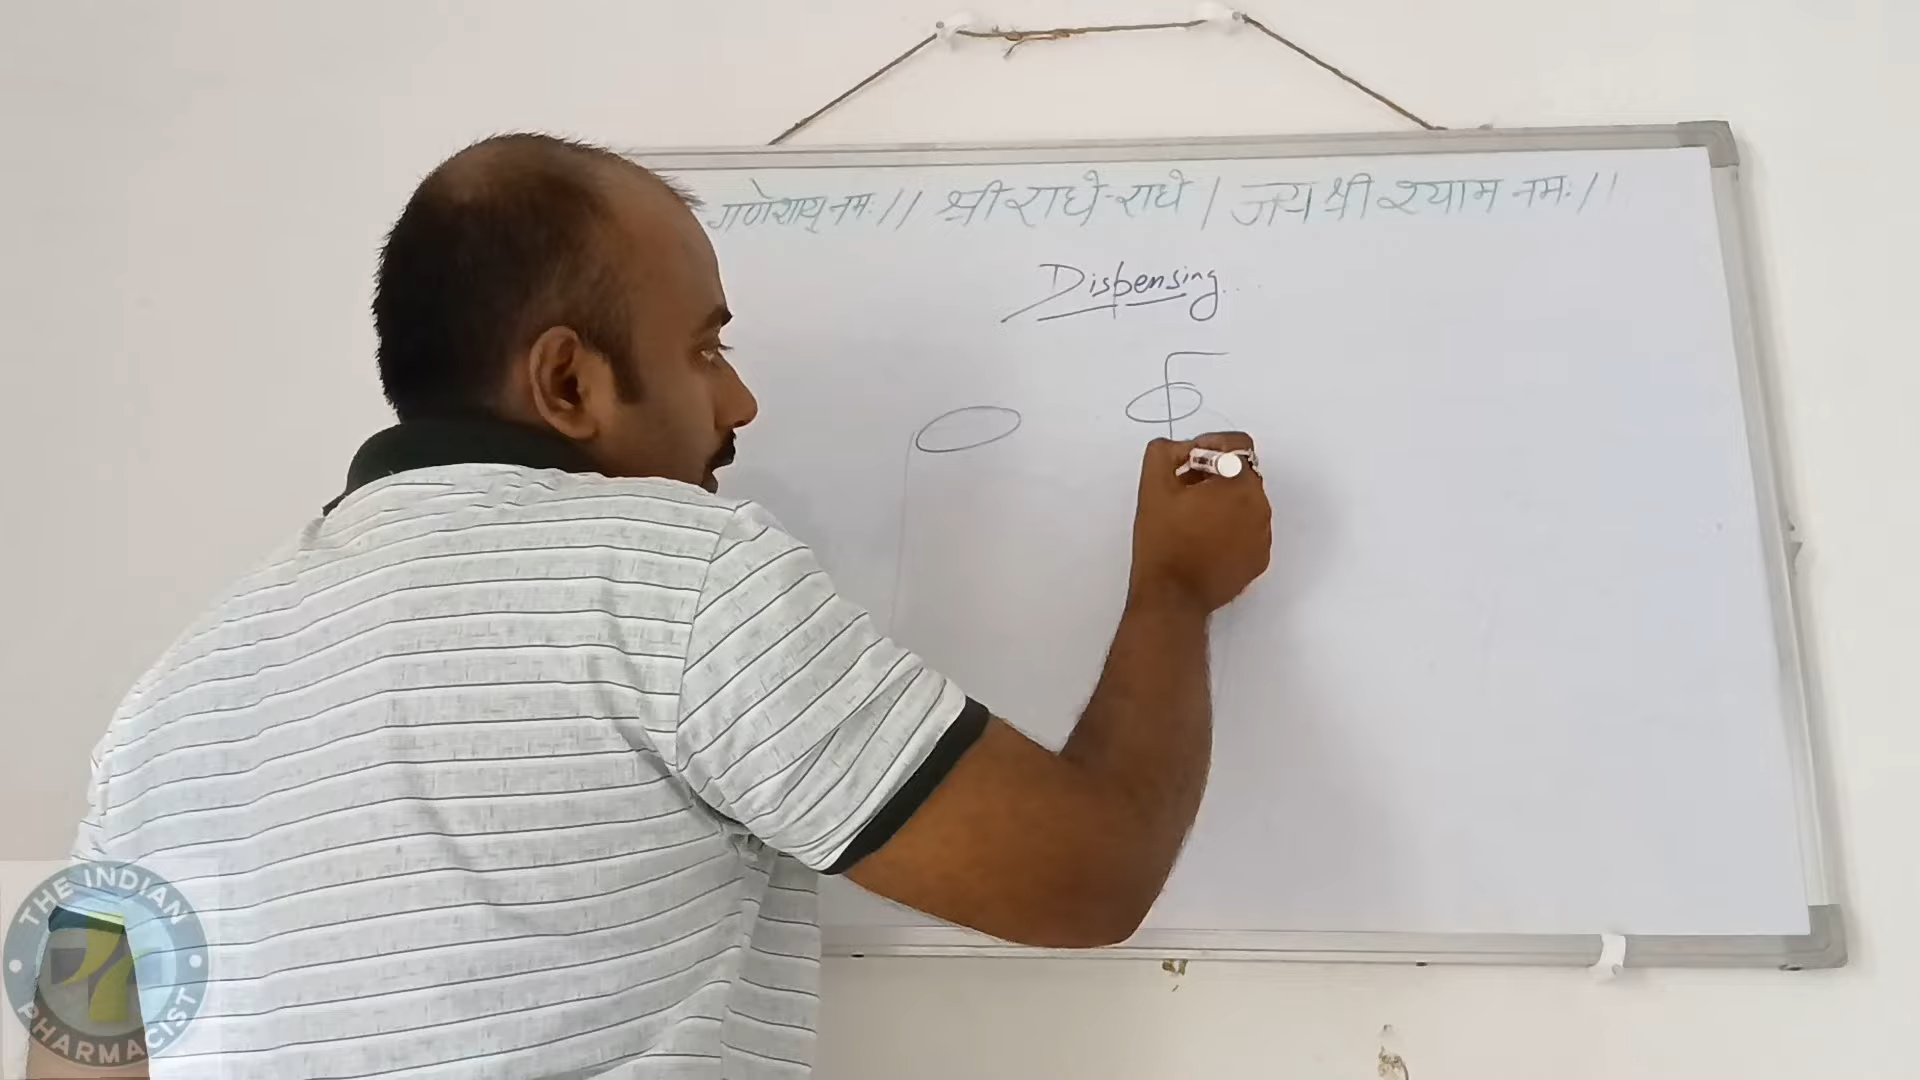 गणेशाय नमः // श्री राधे-राधे / जय श्री श्याम नमः //
Dispensing...
THE INDIAN PHARMACIST